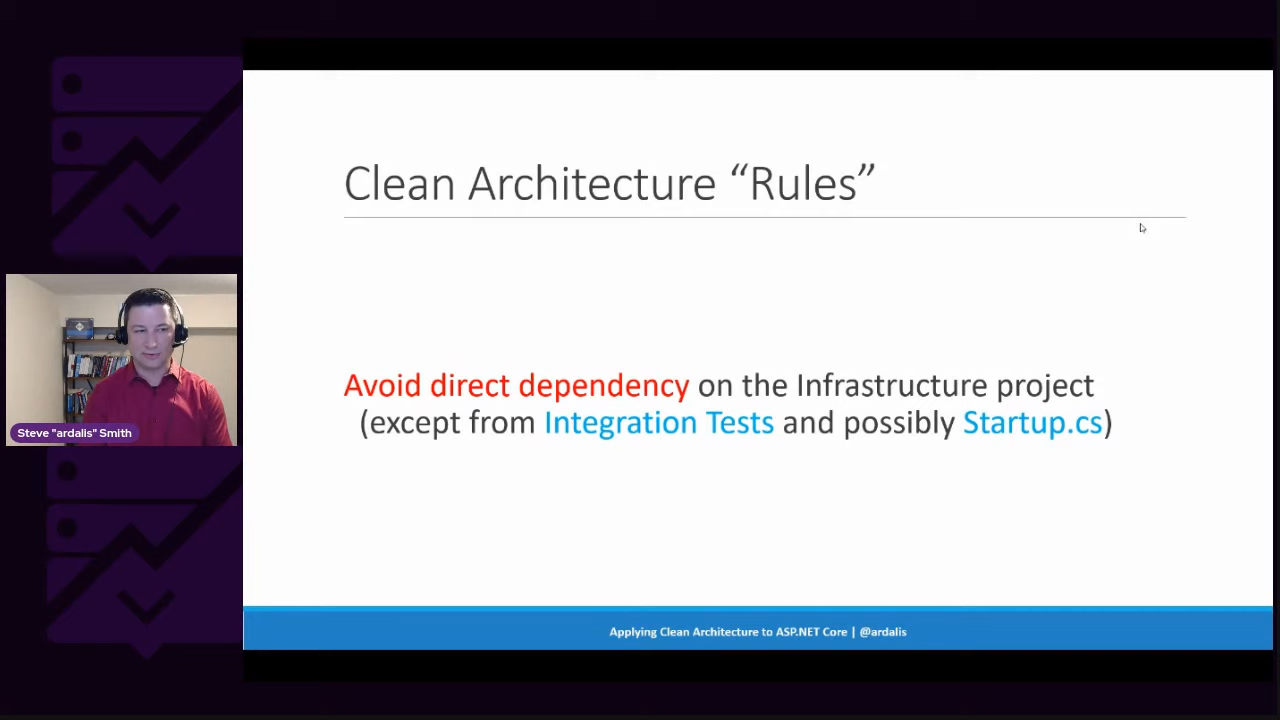 Clean Architecture “Rules”
Avoid direct dependency on the Infrastructure project
(except from Integration Tests and possibly Startup.cs)
Steve "ardalis" Smith
Applying Clean Architecture to ASP.NET Core | @ardalis